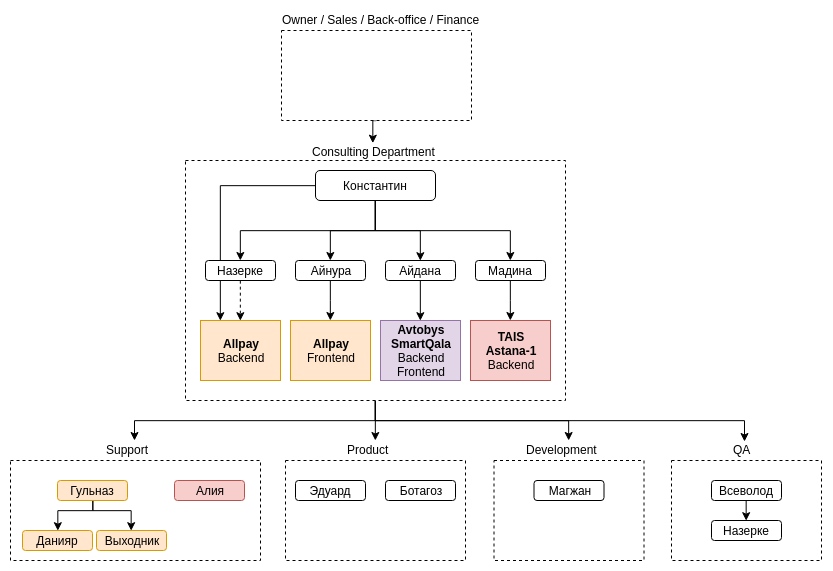 Owner / Sales / Back-office / Finance
Consulting Department
Константин
Назерке
Айнура
Айдана
Мадина
Allpay
Backend
Allpay
Frontend
Avtobys
SmartQala
Backend
Frontend
TAIS
Astana-1
Backend
Support
Product
Development
QA
Гульназ
Алия
Данияр
Выходник
Эдуард
Ботагоз
Магжан
Всеволод
Назерке